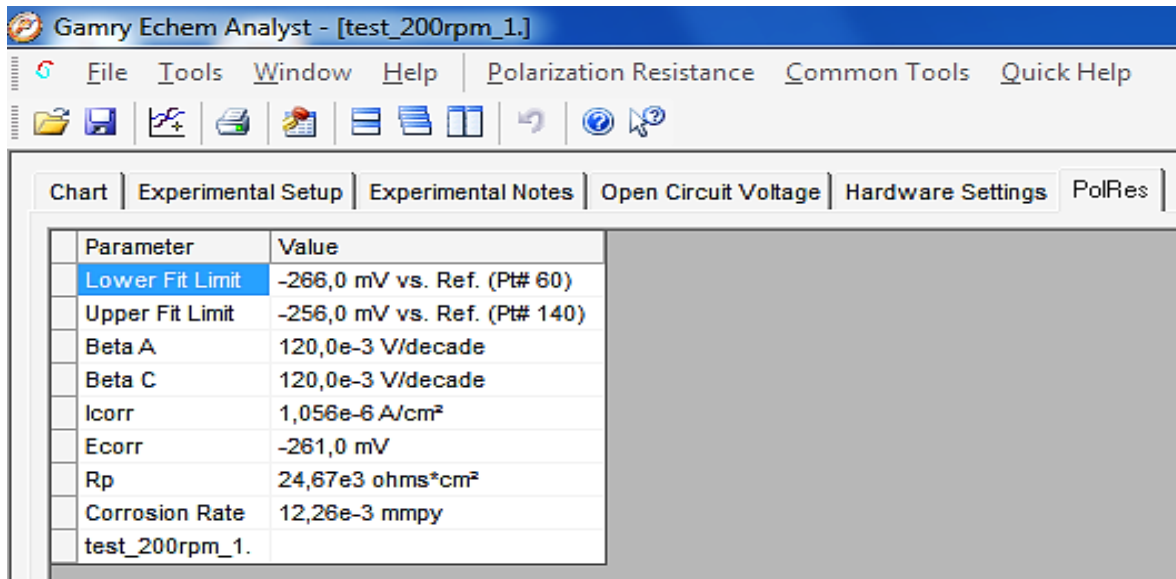 Gamry Echem Analyst - [test_200rpm_1.]
File Tools Window Help Polarization Resistance Common Tools Quick Help
Chart Experimental Setup Experimental Notes Open Circuit Voltage Hardware Settings PolRes
Parameter Value
Lower Fit Limit -266,0 mV vs. Ref. (Pt# 60)
Upper Fit Limit -256,0 mV vs. Ref. (Pt# 140)
Beta A 120,0e-3 V/decade
Beta C 120,0e-3 V/decade
Icorr 1,056e-6 A/cm²
Ecorr -261,0 mV
Rp 24,67e3 ohms*cm²
Corrosion Rate 12,26e-3 mmpy
test_200rpm_1.